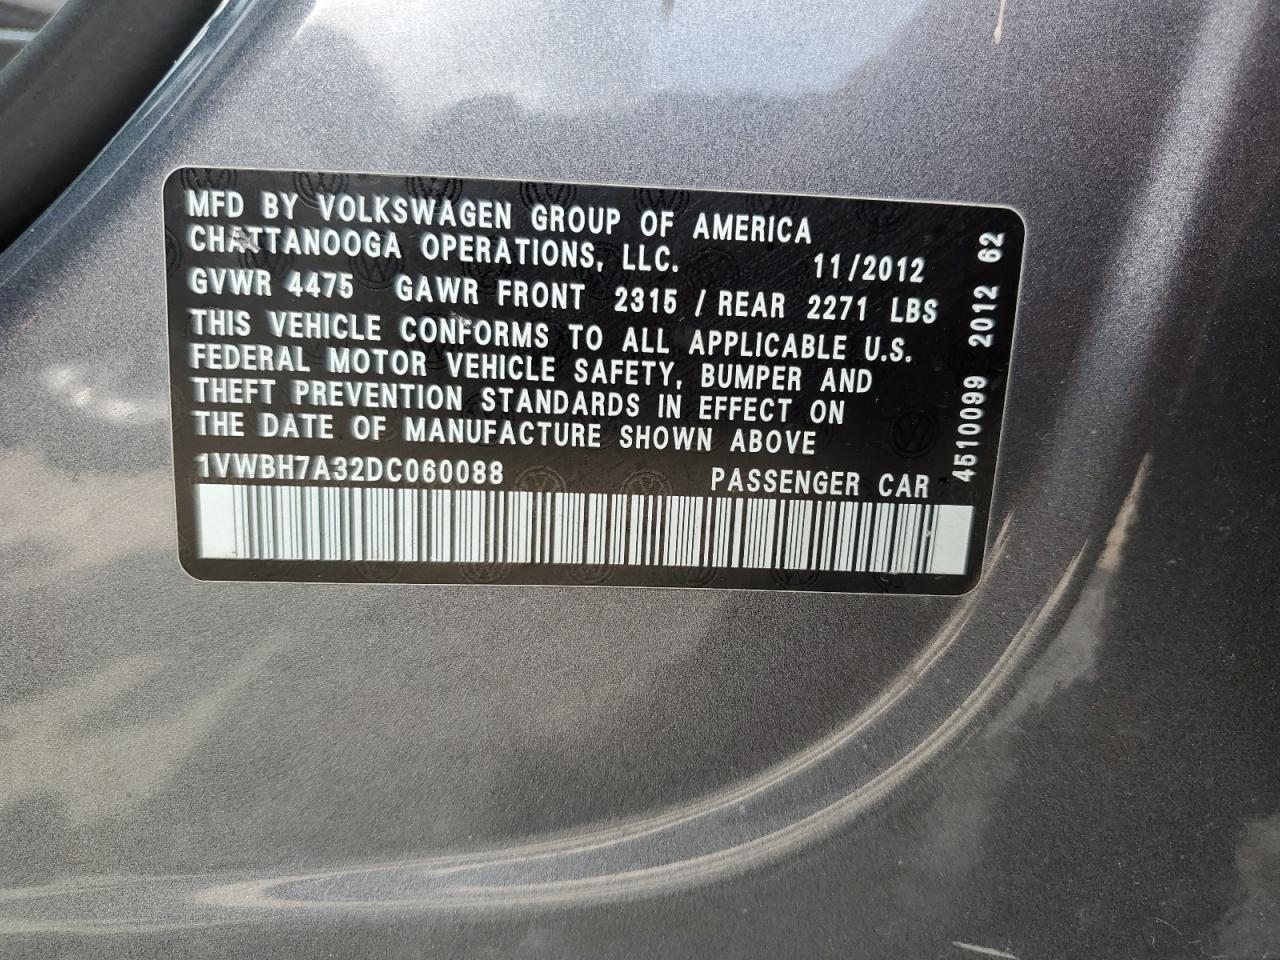 MFD BY VOLKSWAGEN GROUP OF AMERICA
CHATTANOOGA OPERATIONS, LLC. 11/2012
GVWR 4475 GAWR FRONT 2315 / REAR 2271 LBS
THIS VEHICLE CONFORMS TO ALL APPLICABLE U.S.
FEDERAL MOTOR VEHICLE SAFETY, BUMPER AND
THEFT PREVENTION STANDARDS IN EFFECT ON
THE DATE OF MANUFACTURE SHOWN ABOVE
1VWBH7A32DC060088 PASSENGER CAR
4510099 2012 62